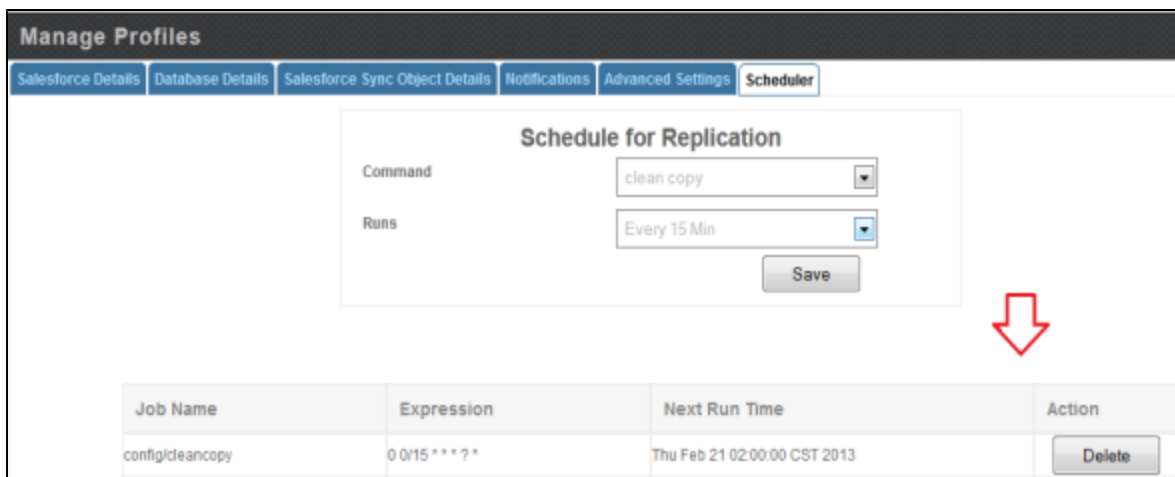 Manage Profiles
Salesforce Details Database Details Salesforce Sync Object Details Notifications Advanced Settings Scheduler
Schedule for Replication
Command clean copy
Runs Every 15 Min
Save
Job Name Expression Next Run Time Action
config/cleancopy 0 0/15 * * * ? * Thu Feb 21 02:00:00 CST 2013 Delete